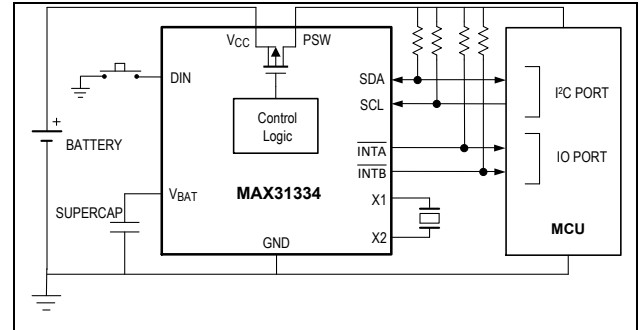 VCC PSW
DIN
SDA
SCL
I²C PORT
Control
Logic
+
BATTERY
INTA
INTB
IO PORT
VBAT
MAX31334
X1
SUPERCAP
X2
GND
MCU